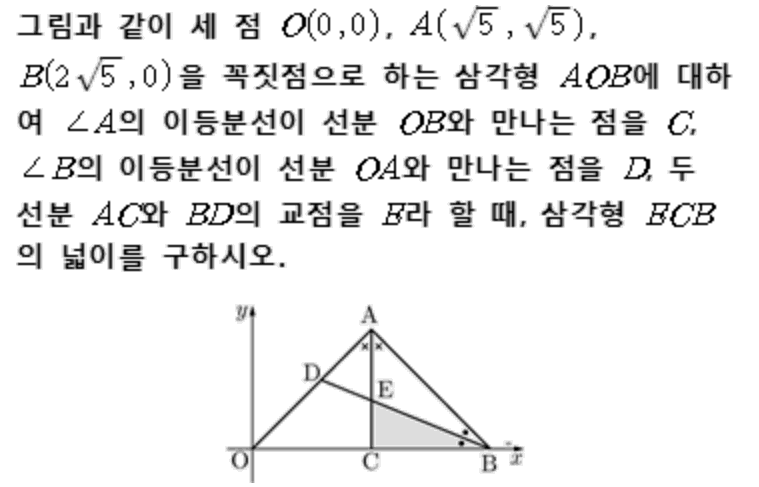 그림과 같이 세 점 O(0,0), A(√5, √5),
B(2√5,0)을 꼭짓점으로 하는 삼각형 AOB에 대하
여 ∠A의 이등분선이 선분 OB와 만나는 점을 C,
∠B의 이등분선이 선분 OA와 만나는 점을 D, 두
선분 AC와 BD의 교점을 E라 할 때, 삼각형 ECB
의 넓이를 구하시오.
y
A
D
E
O
C
B
x